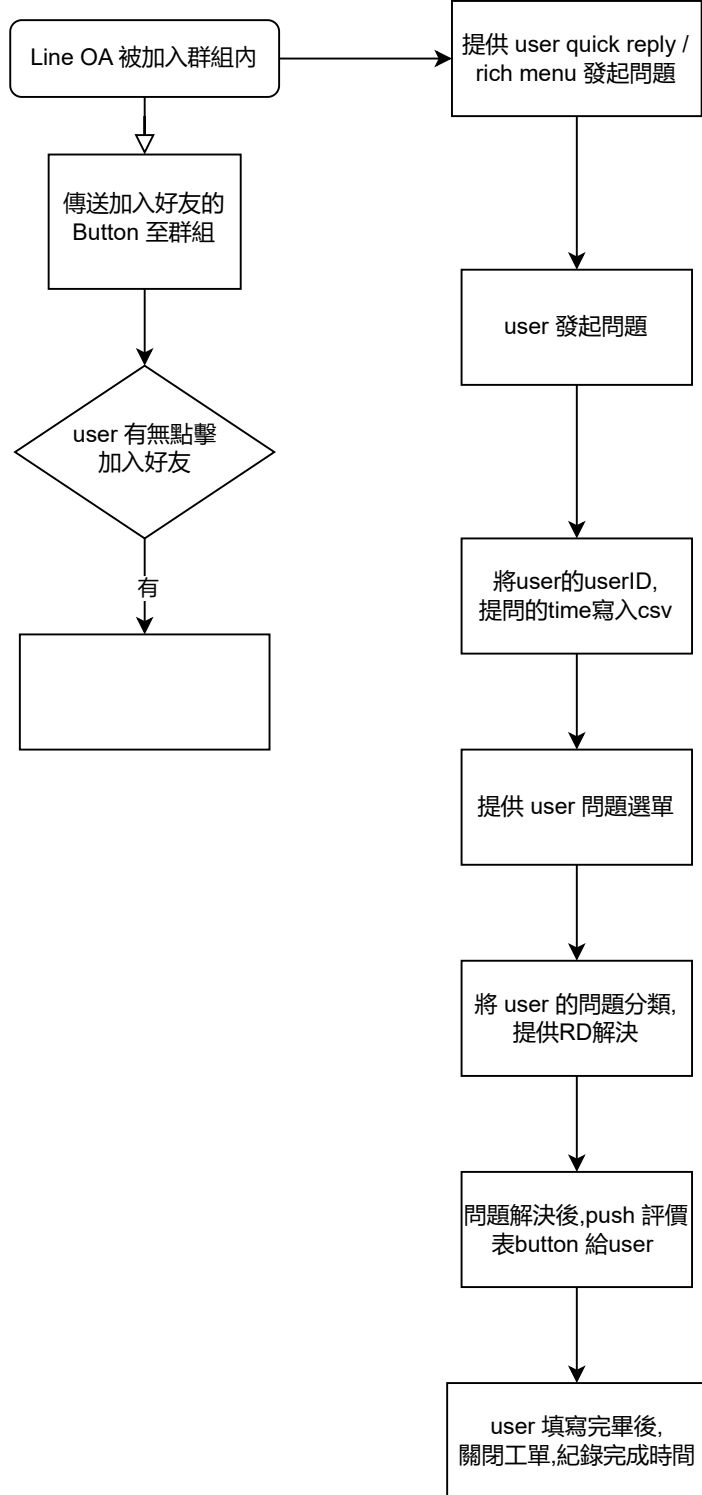 Line OA 被加入群組內
提供 user quick reply /
rich menu 發起問題
傳送加入好友的
Button 至群組
user 發起問題
user 有無點擊
加入好友
有
將user的userID,
提問的time寫入csv
提供 user 問題選單
將 user 的問題分類,
提供RD解決
問題解決後,push 評價
表button 給user
user 填寫完畢後,
關閉工單,紀錄完成時間